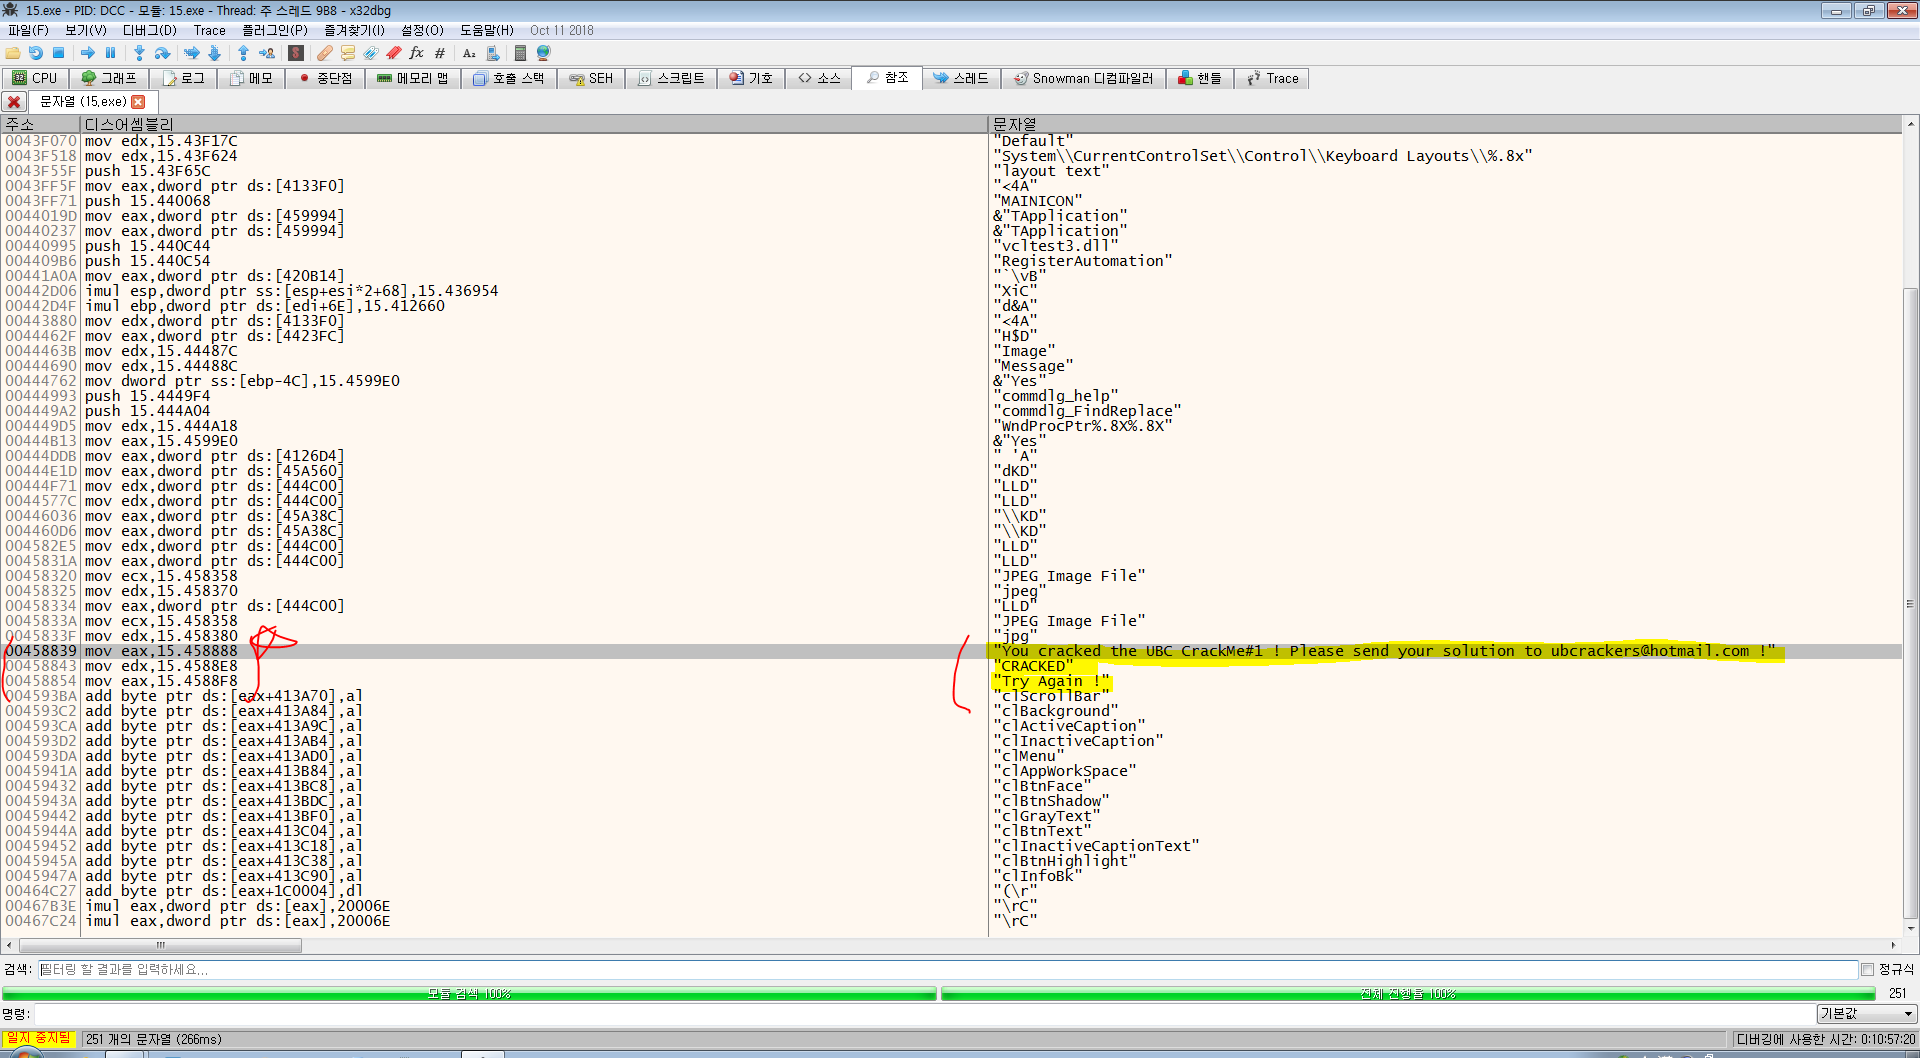 15.exe - PID: DCC - 모듈: 15.exe - Thread: 주 스레드 9B8 - x32dbg
파일(F) 보기(V) 디버그(D) Trace 플러그인(P) 즐겨찾기(I) 설정(O) 도움말(H) Oct 11 2018
CPU 그래프 로그 메모 중단점 메모리 맵 호출 스택 SEH 스크립트 기호 소스 참조 스레드 Snowman 디컴파일러 핸들 Trace
문자열 (15.exe)
주소 디스어셈블리 문자열
0043F070 mov edx,15.43F17C "Default"
0043F518 mov edx,15.43F624 "System\\CurrentControlSet\\Control\\Keyboard Layouts\\%.8x"
0043F55F push 15.43F65C "layout text"
0043FF5F mov eax,dword ptr ds:[4133F0] "<4A"
0043FF71 push 15.440068 "MAINICON"
0044019D mov eax,dword ptr ds:[459994] &"TApplication"
00440237 mov eax,dword ptr ds:[459994] &"TApplication"
00440995 push 15.440C44 "vcltest3.dll"
004409B6 push 15.440C54 "RegisterAutomation"
00441A0A mov eax,dword ptr ds:[420B14] "`\vB"
00442D06 imul esp,dword ptr ss:[esp+esi*2+68],15.436954 "XiC"
00442D4F imul ebp,dword ptr ds:[edi+6E],15.412660 "d&A"
00443880 mov edx,dword ptr ds:[4133F0] "<4A"
0044462F mov eax,dword ptr ds:[4423FC] "H$D"
0044463B mov edx,15.44487C "Image"
00444690 mov edx,15.44488C "Message"
00444762 mov dword ptr ss:[ebp-4C],15.4599E0 &"Yes"
00444993 push 15.4449F4 "commdlg_help"
004449A2 push 15.444A04 "commdlg_FindReplace"
004449D5 mov edx,15.444A18 "WndProcPtr%.8X%.8X"
00444B13 mov eax,15.4599E0 &"Yes"
00444DDB mov eax,dword ptr ds:[4126D4] " 'A"
00444E1D mov eax,dword ptr ds:[45A560] "dKD"
00444F71 mov eax,dword ptr ds:[444C00] "LLD"
0044577C mov eax,dword ptr ds:[444C00] "LLD"
00446036 mov eax,dword ptr ds:[45A38C] "\\KD"
004460D6 mov eax,dword ptr ds:[45A38C] "\\KD"
004582E5 mov edx,dword ptr ds:[444C00] "LLD"
0045831A mov eax,dword ptr ds:[444C00] "LLD"
00458320 mov ecx,15.458358 "JPEG Image File"
00458325 mov edx,15.458370 "jpeg"
00458334 mov eax,dword ptr ds:[444C00] "LLD"
0045833A mov ecx,15.458358 "JPEG Image File"
0045833F mov edx,15.458380 "jpg"
00458839 mov eax,15.458888 "You cracked the UBC CrackMe#1 ! Please send your solution to ubcrackers@hotmail.com !"
00458843 mov edx,15.4588E8 "CRACKED"
00458854 mov eax,15.4588F8 "Try Again !"
004593BA add byte ptr ds:[eax+413A70],al "clScrollBar"
004593C2 add byte ptr ds:[eax+413A84],al "clBackground"
004593CA add byte ptr ds:[eax+413A9C],al "clActiveCaption"
004593D2 add byte ptr ds:[eax+413AB4],al "clInactiveCaption"
004593DA add byte ptr ds:[eax+413AD0],al "clMenu"
0045941A add byte ptr ds:[eax+413B84],al "clAppWorkSpace"
00459432 add byte ptr ds:[eax+413BC8],al "clBtnFace"
0045943A add byte ptr ds:[eax+413BDC],al "clBtnShadow"
00459442 add byte ptr ds:[eax+413BF0],al "clGrayText"
0045944A add byte ptr ds:[eax+413C04],al "clBtnText"
00459452 add byte ptr ds:[eax+413C18],al "clInactiveCaptionText"
0045945A add byte ptr ds:[eax+413C38],al "clBtnHighlight"
0045947A add byte ptr ds:[eax+413C90],al "clInfoBk"
00464C27 add byte ptr ds:[eax+1C0004],dl "(\r"
00467B3E imul eax,dword ptr ds:[eax],20006E "\rC"
00467C24 imul eax,dword ptr ds:[eax],20006E "\rC"
검색: 필터링 할 결과를 입력하세요... 정규식
모듈 검색 100% 전체 진행률 100% 251
명령: 기본값
일지 중지됨 251 개의 문자열 (266ms) 디버깅에 사용한 시간: 0:10:57:20